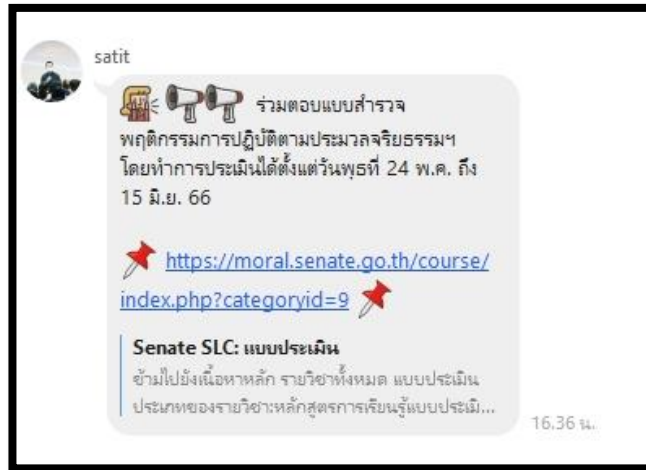 satit
ร่วมตอบแบบสำรวจ
พฤติกรรมการปฏิบัติตามประมวลจริยธรรมฯ
โดยทำการประเมินได้ตั้งแต่วันพุธที่ 24 พ.ค. ถึง
15 มิ.ย. 66
https://moral.senate.go.th/course/
index.php?categoryid=9
Senate SLC: แบบประเมิน
ข้ามไปยังเนื้อหาหลัก รายวิชาทั้งหมด แบบประเมิน
ประเภทของรายวิชา:หลักสูตรการเรียนรู้แบบประเมิ...
16.36 น.